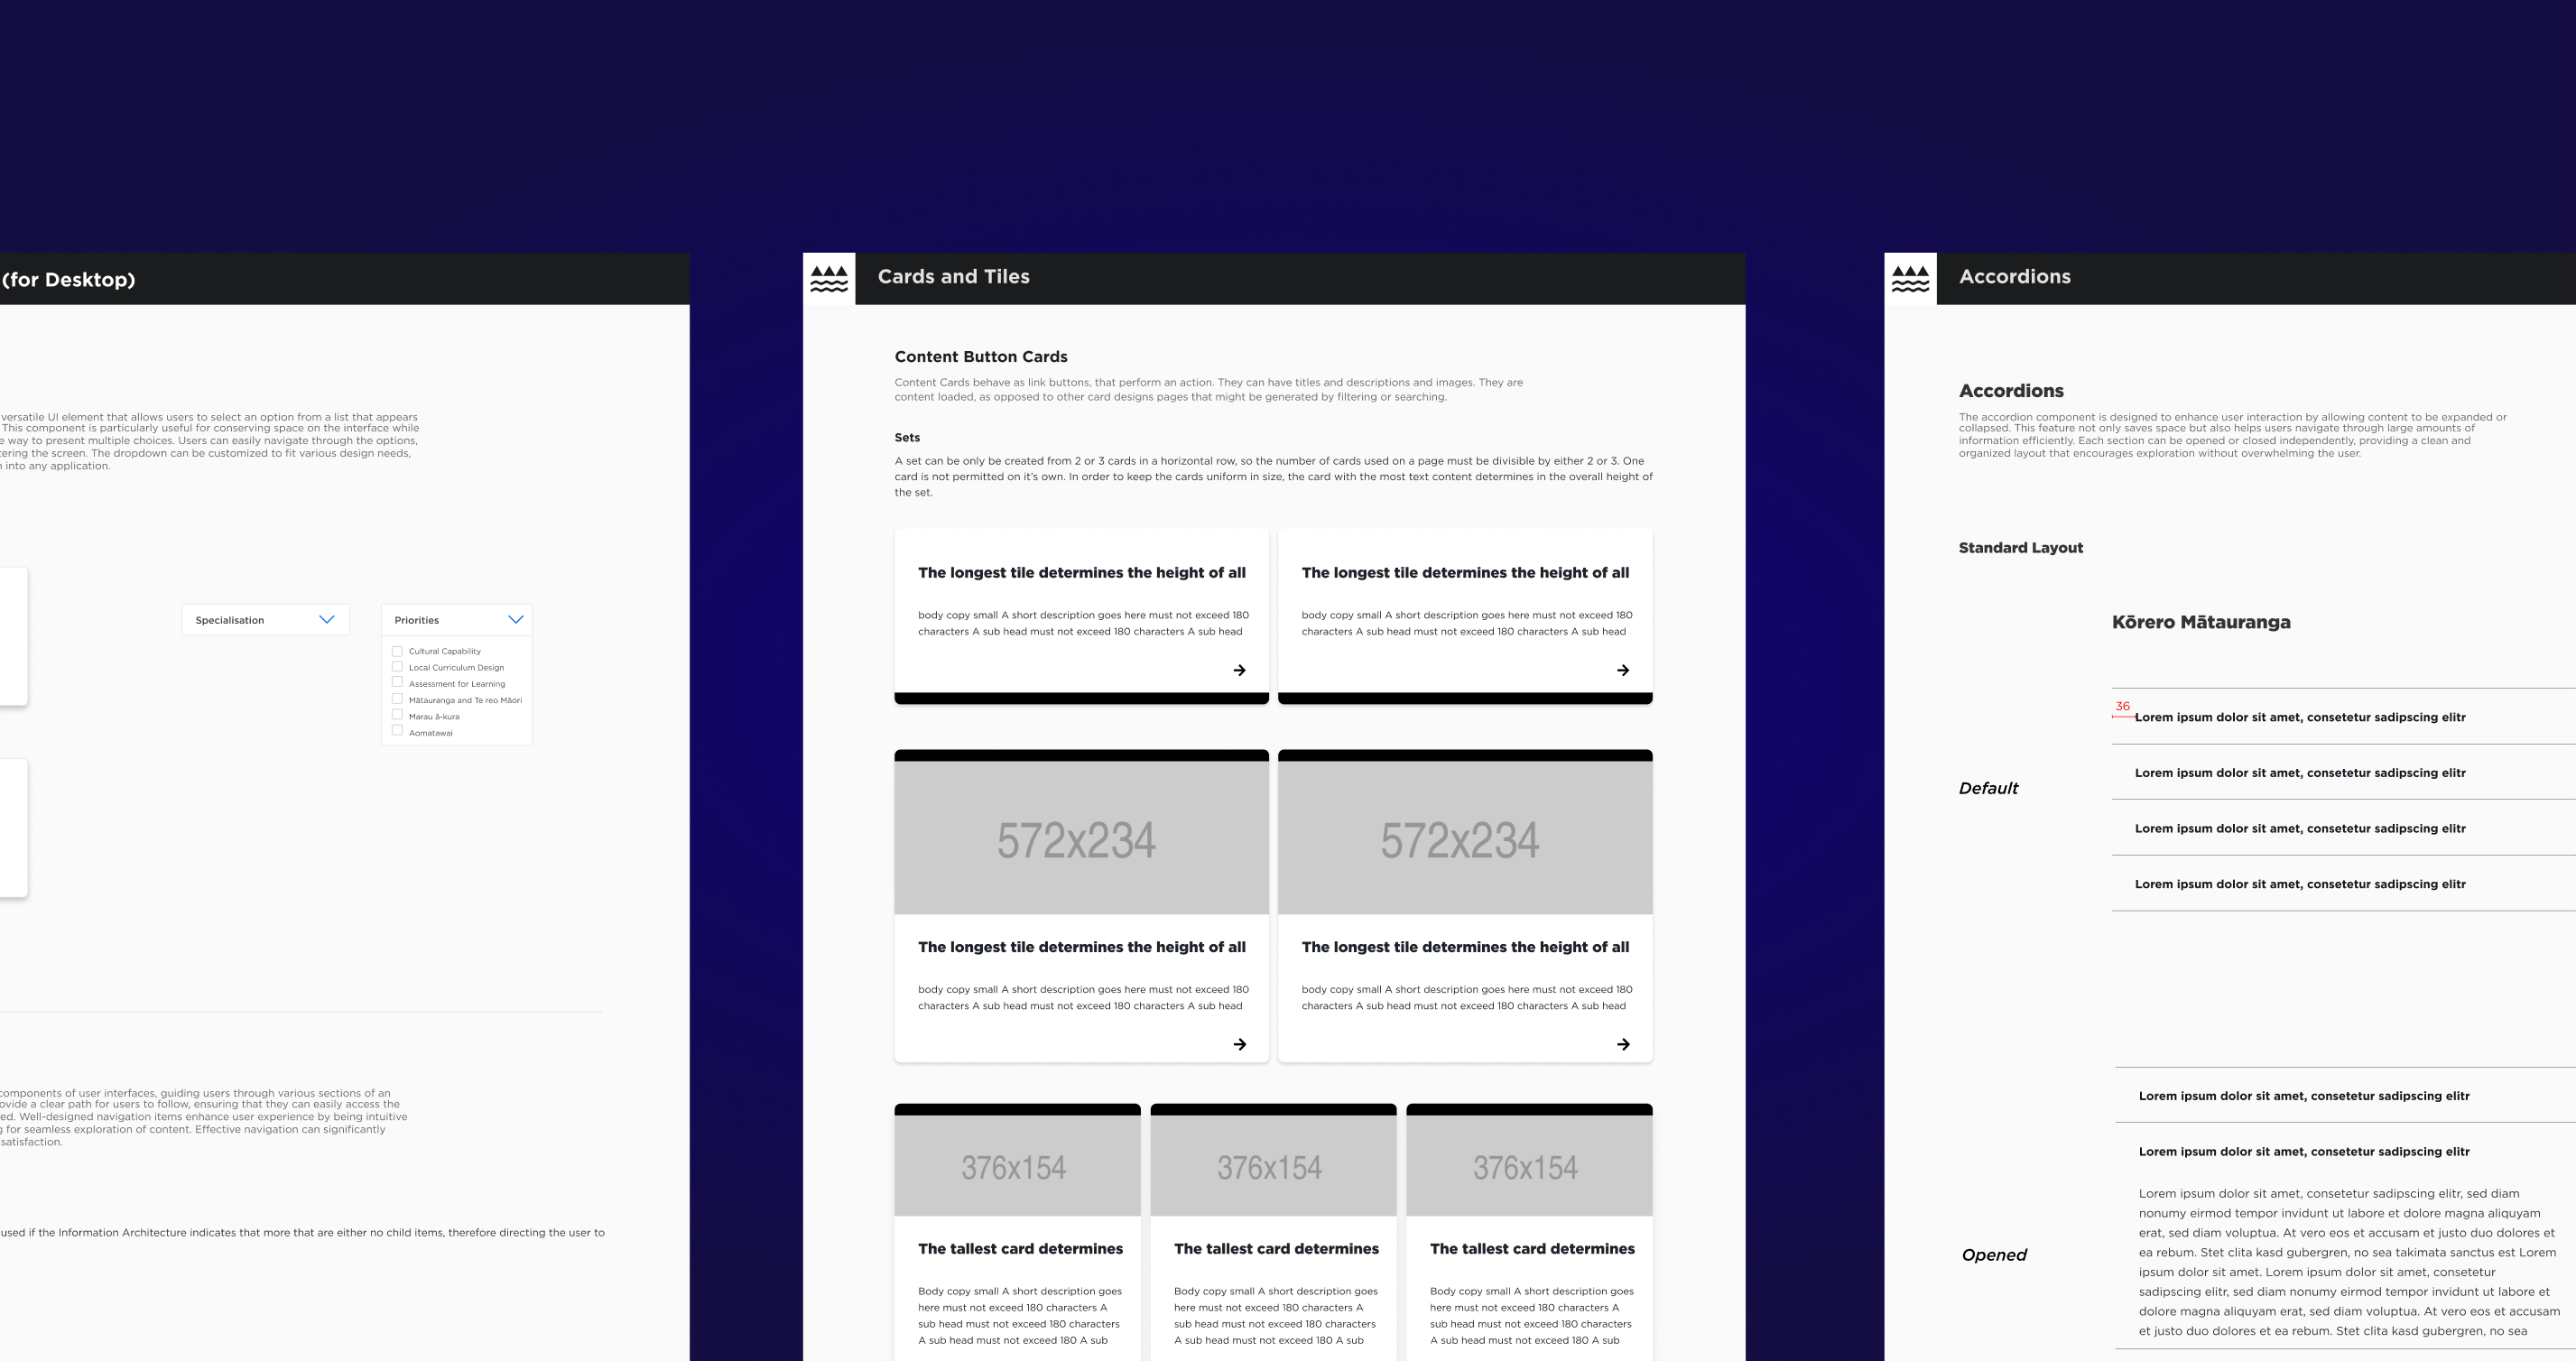 (for Desktop)
versatile UI element that allows users to select an option from a list that appears
This component is particularly useful for conserving space on the interface while
way to present multiple choices. Users can easily navigate through the options,
the screen. The dropdown can be customized to fit various design needs,
into any application.
Specialisation
Priorities
Cultural Capability
Local Curriculum Design
Assessment for Learning
Mātauranga and Te reo Māori
Marau ā-kura
Aomatawai
components of user interfaces, guiding users through various sections of an
a clear path for users to follow, ensuring that they can easily access the
Well-designed navigation items enhance user experience by being intuitive
for seamless exploration of content. Effective navigation can significantly
satisfaction.
used if the Information Architecture indicates that more that are either no child items, therefore directing the user to
Cards and Tiles
Content Button Cards
Content Cards behave as link buttons, that perform an action. They can have titles and descriptions and images. They are
content loaded, as opposed to other card designs pages that might be generated by filtering or searching.
Sets
A set can be only be created from 2 or 3 cards in a horizontal row, so the number of cards used on a page must be divisible by either 2 or 3. One
card is not permitted on it's own. In order to keep the cards uniform in size, the card with the most text content determines in the overall height of
the set.
The longest tile determines the height of all
body copy small A short description goes here must not exceed 180
characters A sub head must not exceed 180 characters A sub head
The longest tile determines the height of all
body copy small A short description goes here must not exceed 180
characters A sub head must not exceed 180 characters A sub head
572x234
The longest tile determines the height of all
body copy small A short description goes here must not exceed 180
characters A sub head must not exceed 180 characters A sub head
572x234
The longest tile determines the height of all
body copy small A short description goes here must not exceed 180
characters A sub head must not exceed 180 characters A sub head
376x154
The tallest card determines
Body copy small A short description goes
here must not exceed 180 characters A
sub head must not exceed 180 characters
A sub head must not exceed 180 A sub
376x154
The tallest card determines
Body copy small A short description goes
here must not exceed 180 characters A
sub head must not exceed 180 characters
A sub head must not exceed 180 A sub
376x154
The tallest card determines
Body copy small A short description goes
here must not exceed 180 characters A
sub head must not exceed 180 characters
A sub head must not exceed 180 A sub
Accordions
Accordions
The accordion component is designed to enhance user interaction by allowing content to be expanded or
collapsed. This feature not only saves space but also helps users navigate through large amounts of
information efficiently. Each section can be opened or closed independently, providing a clean and
organized layout that encourages exploration without overwhelming the user.
Standard Layout
Kōrero Mātauranga
Default
36
Lorem ipsum dolor sit amet, consetetur sadipscing elitr
Lorem ipsum dolor sit amet, consetetur sadipscing elitr
Lorem ipsum dolor sit amet, consetetur sadipscing elitr
Lorem ipsum dolor sit amet, consetetur sadipscing elitr
Opened
Lorem ipsum dolor sit amet, consetetur sadipscing elitr
Lorem ipsum dolor sit amet, consetetur sadipscing elitr
Lorem ipsum dolor sit amet, consetetur sadipscing elitr, sed diam
nonumy eirmod tempor invidunt ut labore et dolore magna aliquyam
erat, sed diam voluptua. At vero eos et accusam et justo duo dolores et
ea rebum. Stet clita kasd gubergren, no sea takimata sanctus est Lorem
ipsum dolor sit amet. Lorem ipsum dolor sit amet, consetetur
sadipscing elitr, sed diam nonumy eirmod tempor invidunt ut labore et
dolore magna aliquyam erat, sed diam voluptua. At vero eos et accusam
et justo duo dolores et ea rebum. Stet clita kasd gubergren, no sea